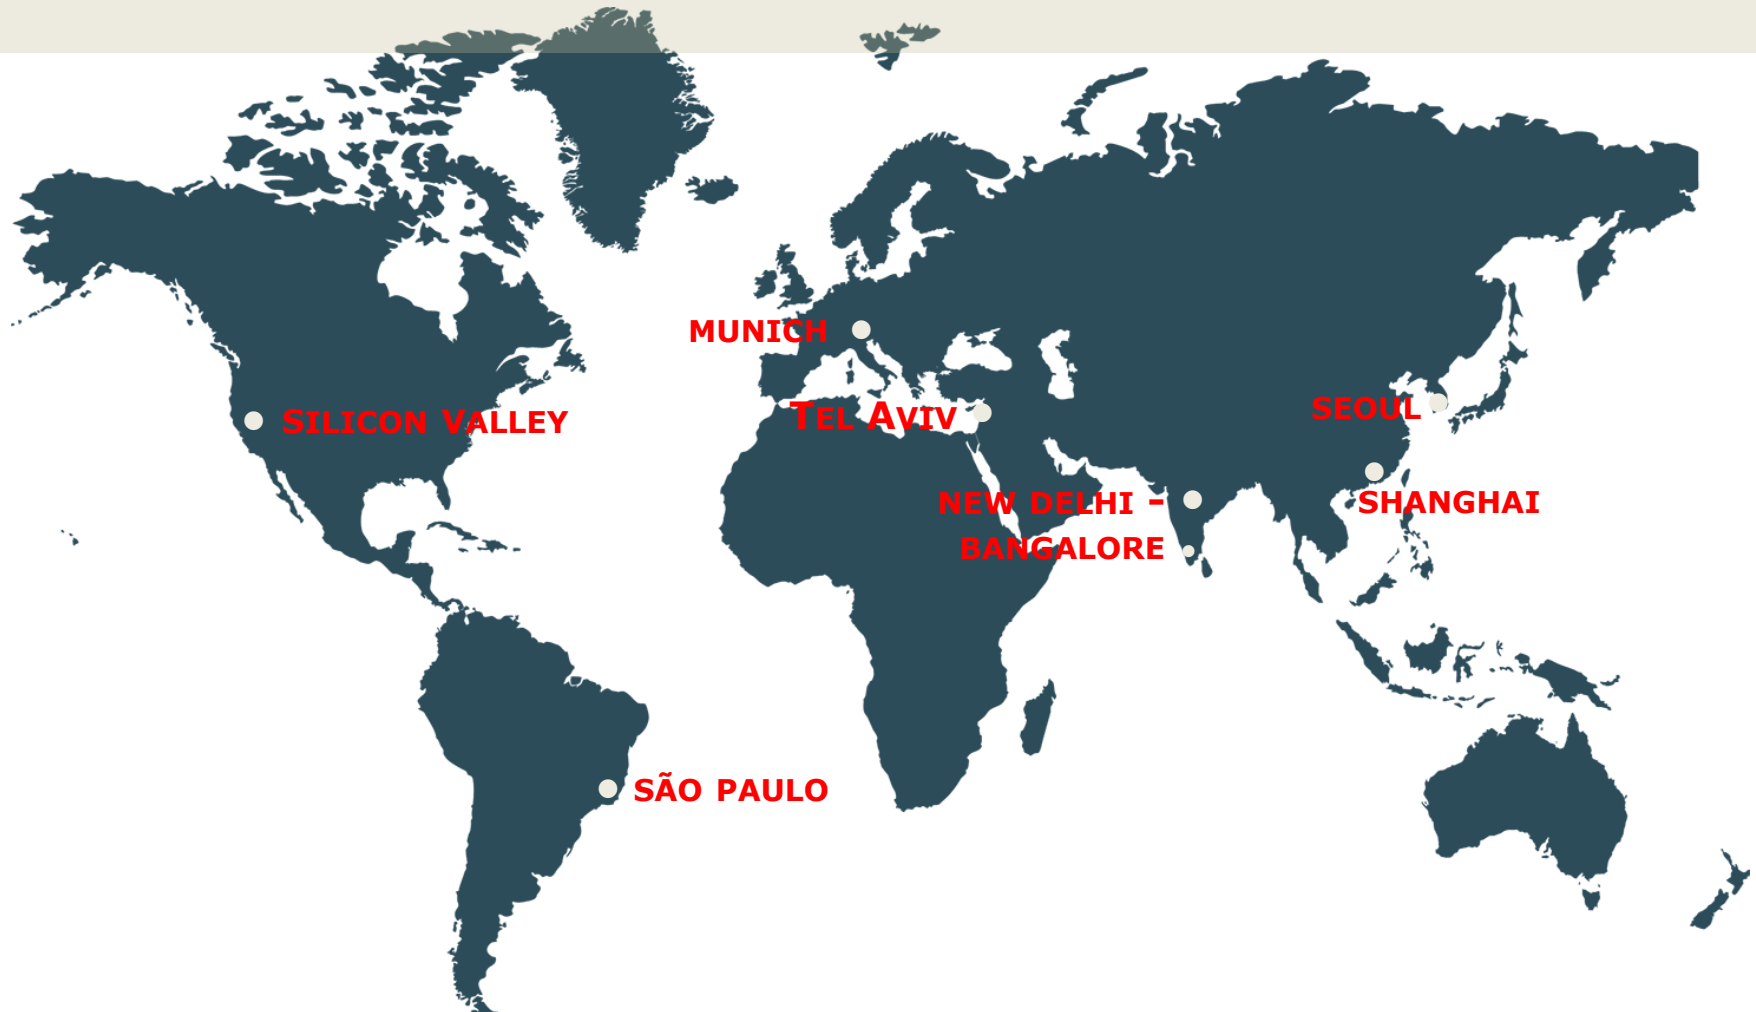 MUNICH
SILICON VALLEY
TEL AVIV
SEOUL
NEW DELHI -
BANGALORE
SHANGHAI
SÃO PAULO